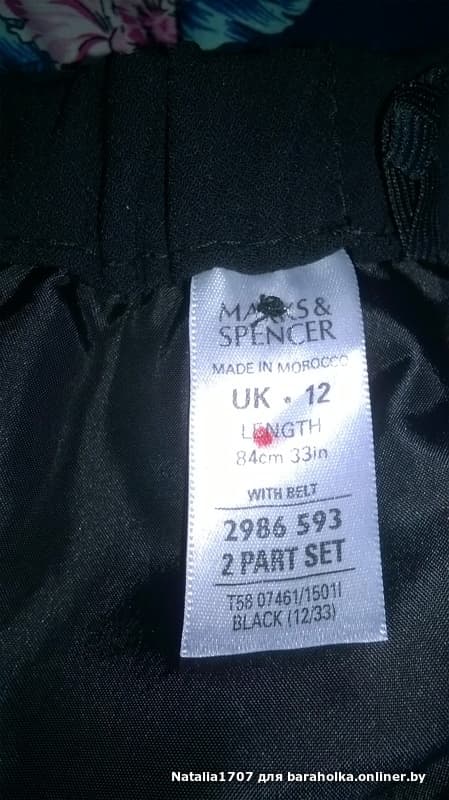 MARKS &
SPENCER
MADE IN MOROCCO
UK • 12
LENGTH
84cm 33in
WITH BELT
2986 593
2 PART SET
T58 07461/1501I
BLACK (12/33)
Natalia1707 для baraholka.onliner.by